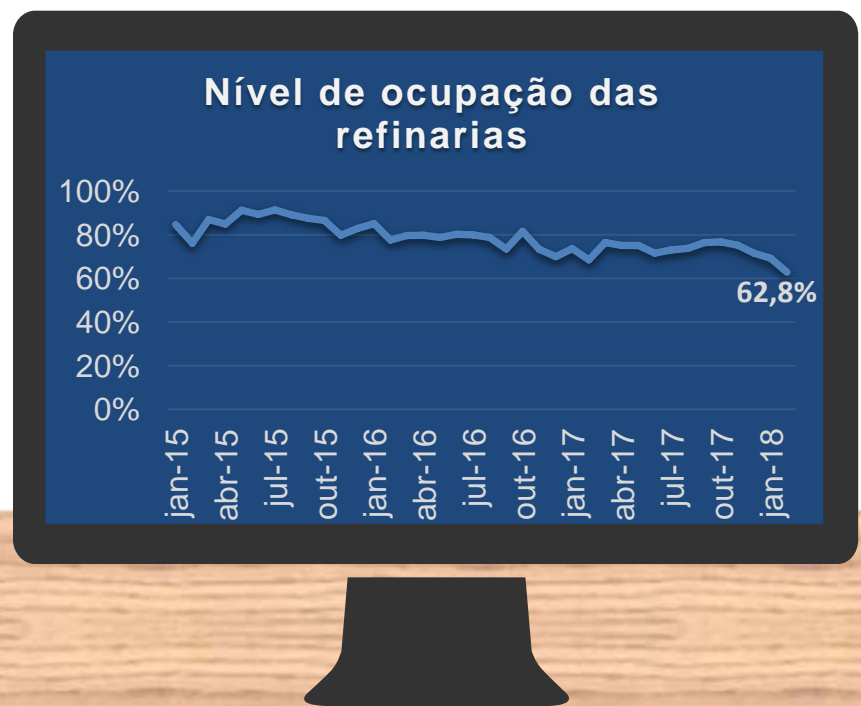 Nível de ocupação das
refinarias
100%
80%
60%
40%
20%
0%
62,8%
jan-15
abr-15
jul-15
out-15
jan-16
abr-16
jul-16
out-16
jan-17
abr-17
jul-17
out-17
jan-18